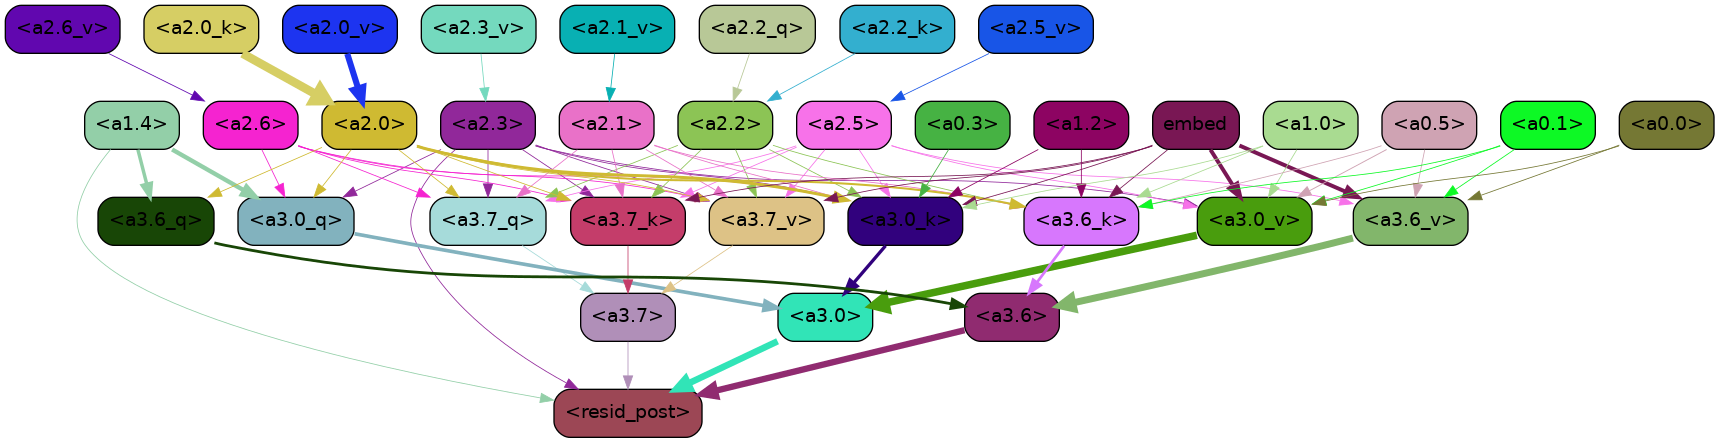 <a2.6_v> <a2.0_k> <a2.0_v> <a2.3_v> <a2.1_v> <a2.2_q> <a2.2_k> <a2.5_v>
<a1.4> <a2.6> <a2.0> <a2.3> <a2.1> <a2.2> <a2.5> <a0.3> <a1.2> embed <a1.0> <a0.5> <a0.1> <a0.0>
<a3.6_q> <a3.0_q> <a3.7_q> <a3.7_k> <a3.7_v> <a3.0_k> <a3.6_k> <a3.0_v> <a3.6_v>
<a3.7> <a3.0> <a3.6>
<resid_post>